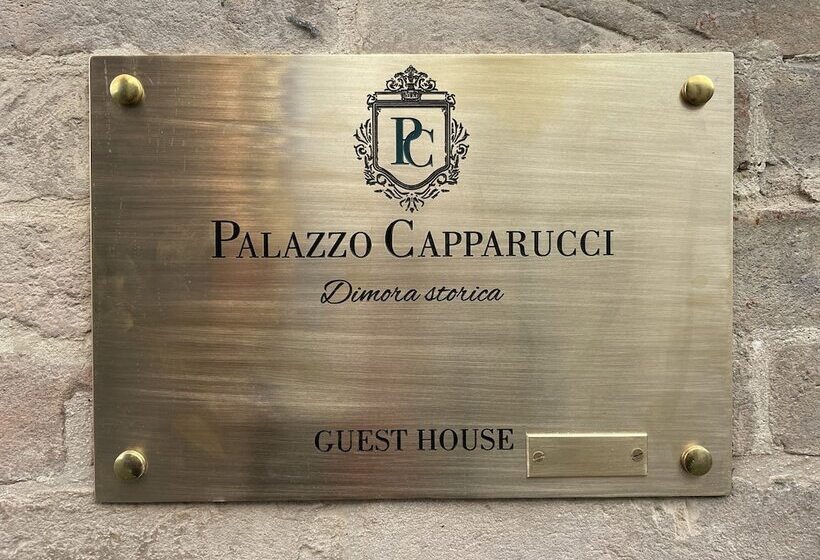 PC
PALAZZO CAPPARUCCI
Dimora storica
GUEST HOUSE